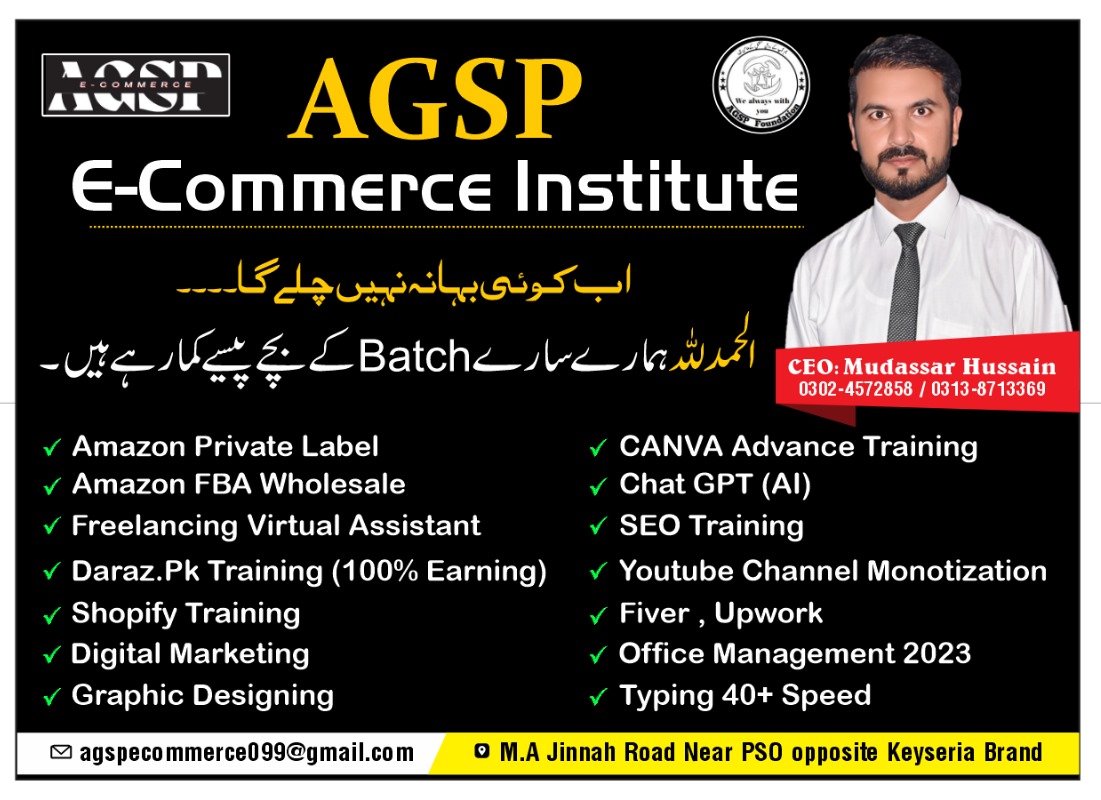 AGSP
E-COMMERCE
AGSP
We always with
you
AGSP Foundation
E-Commerce Institute
اب کوئی بہانہ نہیں چلے گا۔۔۔۔
الحمدللہ ہمارے سارے Batch کے بچے پیسے کما رہے ہیں۔
CEO: Mudassar Hussain
0302-4572858 / 0313-8713369
Amazon Private Label
Amazon FBA Wholesale
Freelancing Virtual Assistant
Daraz.Pk Training (100% Earning)
Shopify Training
Digital Marketing
Graphic Designing
CANVA Advance Training
Chat GPT (AI)
SEO Training
Youtube Channel Monotization
Fiver , Upwork
Office Management 2023
Typing 40+ Speed
agspecommerce099@gmail.com
M.A Jinnah Road Near PSO opposite Keyseria Brand